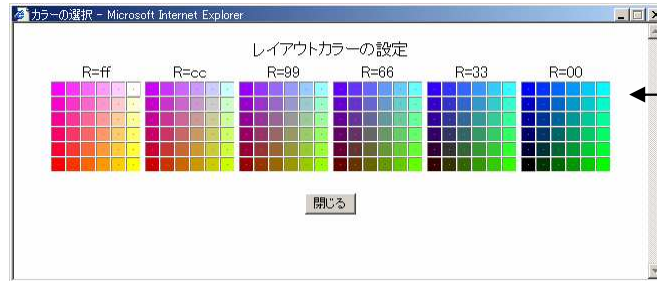 カラーの選択 - Microsoft Internet Explorer
レイアウトカラーの設定
R=ff R=cc R=99 R=66 R=33 R=00
閉じる